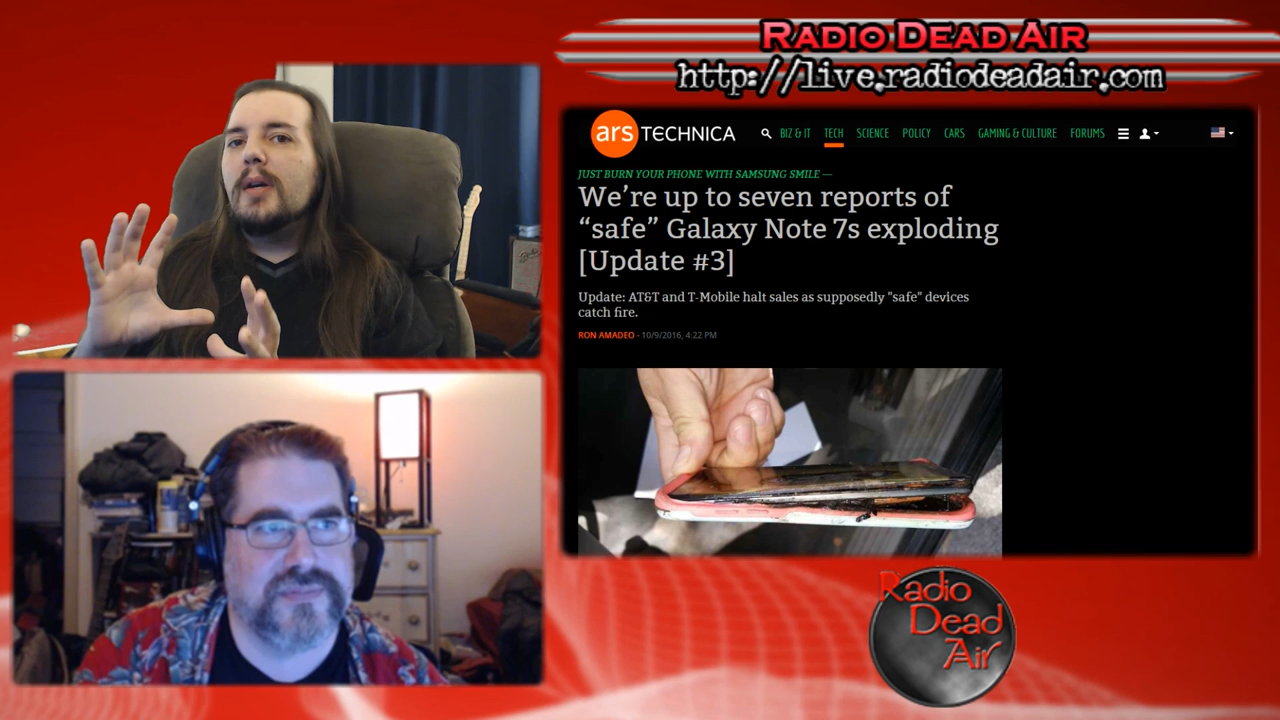 RADIO DEAD AIR
http://live.radiodeadair.com
ars TECHNICA BIZ & IT TECH SCIENCE POLICY CARS GAMING & CULTURE FORUMS
JUST BURN YOUR PHONE WITH SAMSUNG SMILE —
We’re up to seven reports of
“safe” Galaxy Note 7s exploding
[Update #3]
Update: AT&T and T-Mobile halt sales as supposedly "safe" devices
catch fire.
RON AMADEO - 10/9/2016, 4:22 PM
Radio
Dead
Air